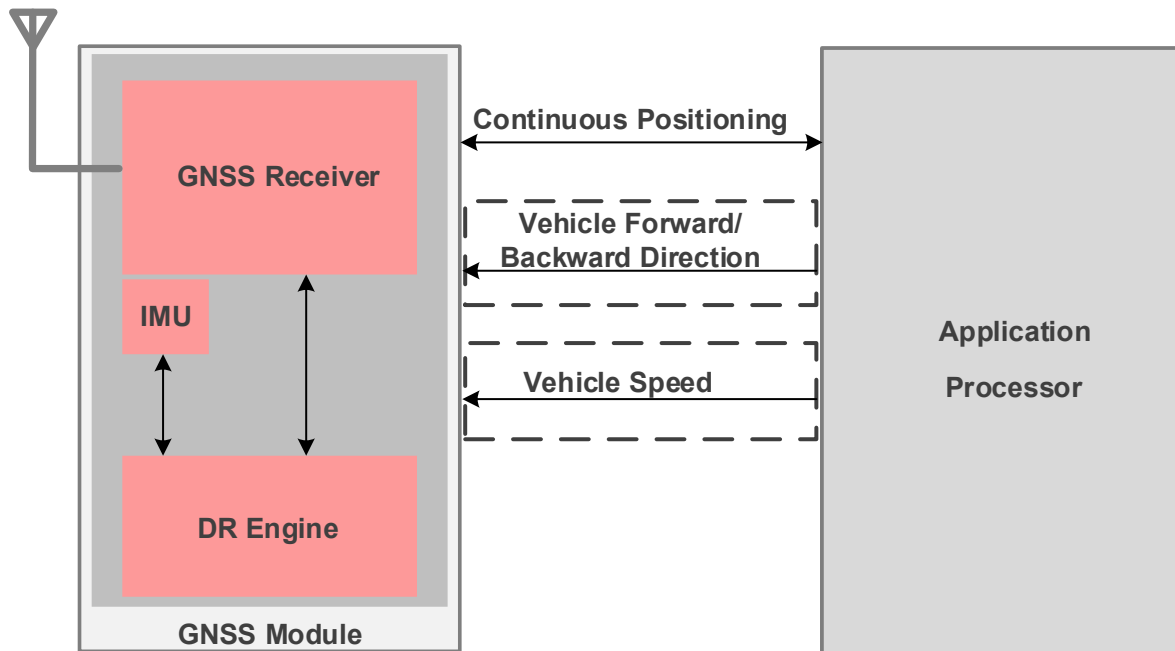 Continuous Positioning
GNSS Receiver
Vehicle Forward/
Backward Direction
IMU
Application
Processor
Vehicle Speed
DR Engine
GNSS Module